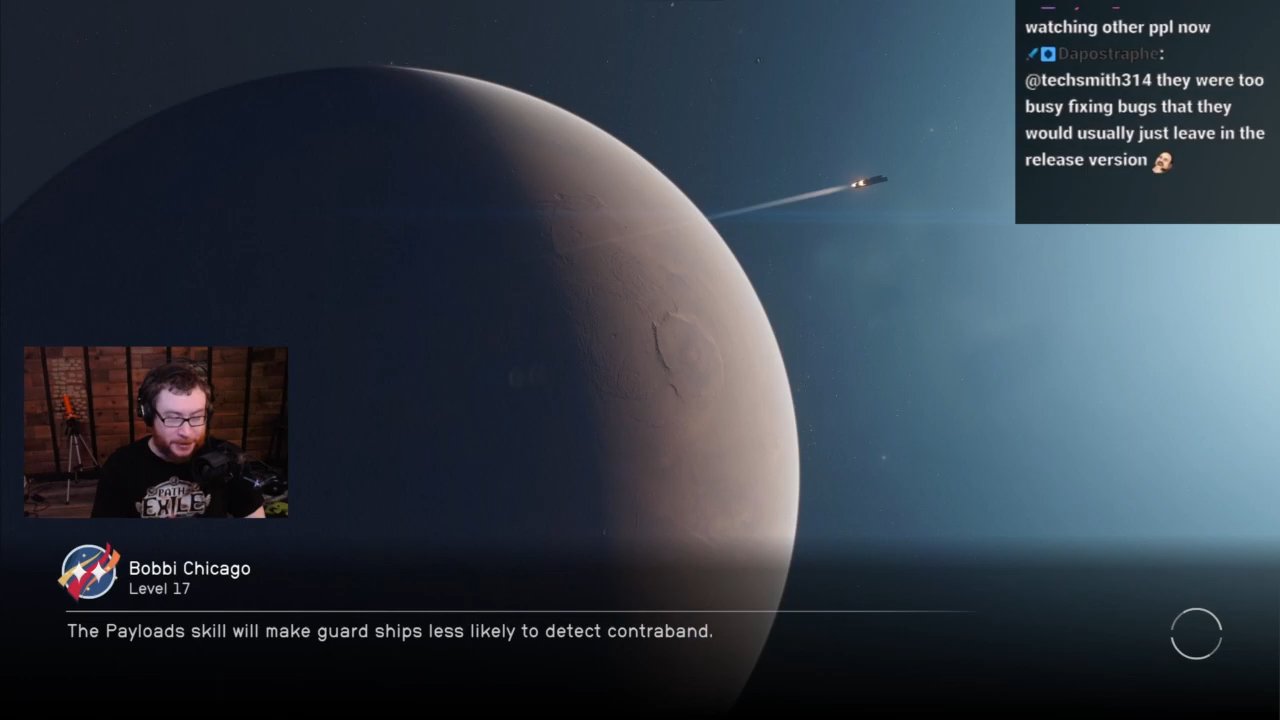 watching other ppl now
Dapostraphe:
@techsmith314 they were too
busy fixing bugs that they
would usually just leave in the
release version
PATH
EXILE
Bobbi Chicago
Level 17
The Payloads skill will make guard ships less likely to detect contraband.